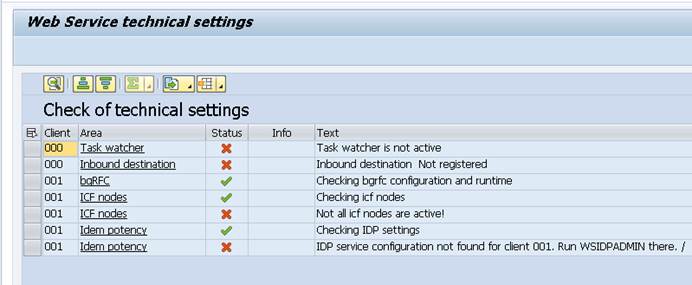 Web Service technical settings
Check of technical settings
Client Area Status Info Text
000 Task watcher Task watcher is not active
000 Inbound destination Inbound destination Not registered
001 bgRFC Checking bgrfc configuration and runtime
001 ICF nodes Checking icf nodes
001 ICF nodes Not all icf nodes are active!
001 Idem potency Checking IDP settings
001 Idem potency IDP service configuration not found for client 001. Run WSIDPADMIN there. /